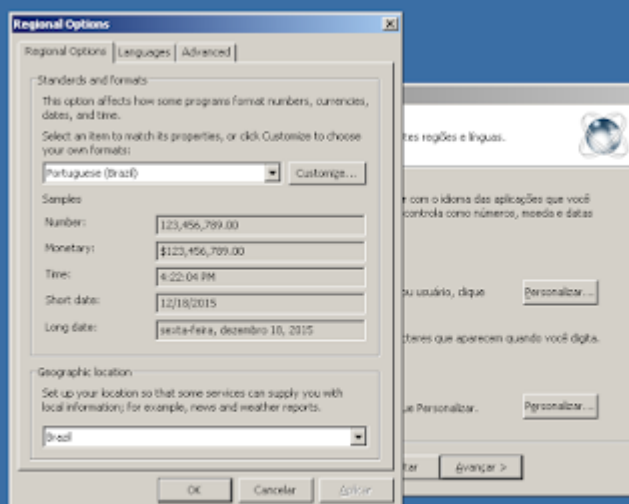 Regional Options
Regional Options Languages Advanced
Standards and formats
This option affects how some programs format numbers, currencies,
dates, and time.
Select an item to match its properties, or click Customize to choose
your own formats:
Portuguese (Brazil) Customize...
Samples
Number: 123,456,789.00
Monetary: $123,456,789.00
Time: 4:22:04 PM
Short date: 12/18/2015
Long date: sexta-feira, dezembro 18, 2015
Geographic location
Set up your location so that some services can supply you with
local information; for example, news and weather reports.
Brazil
OK Cancelar Aplicar
tes regiões e línguas.
r com o idioma das aplicações que você
controla como números, moeda e datas
ou usuário, clique Personalizar...
cteres que aparecem quando você digita.
ue Personalizar. Personalizar...
tar Avançar >